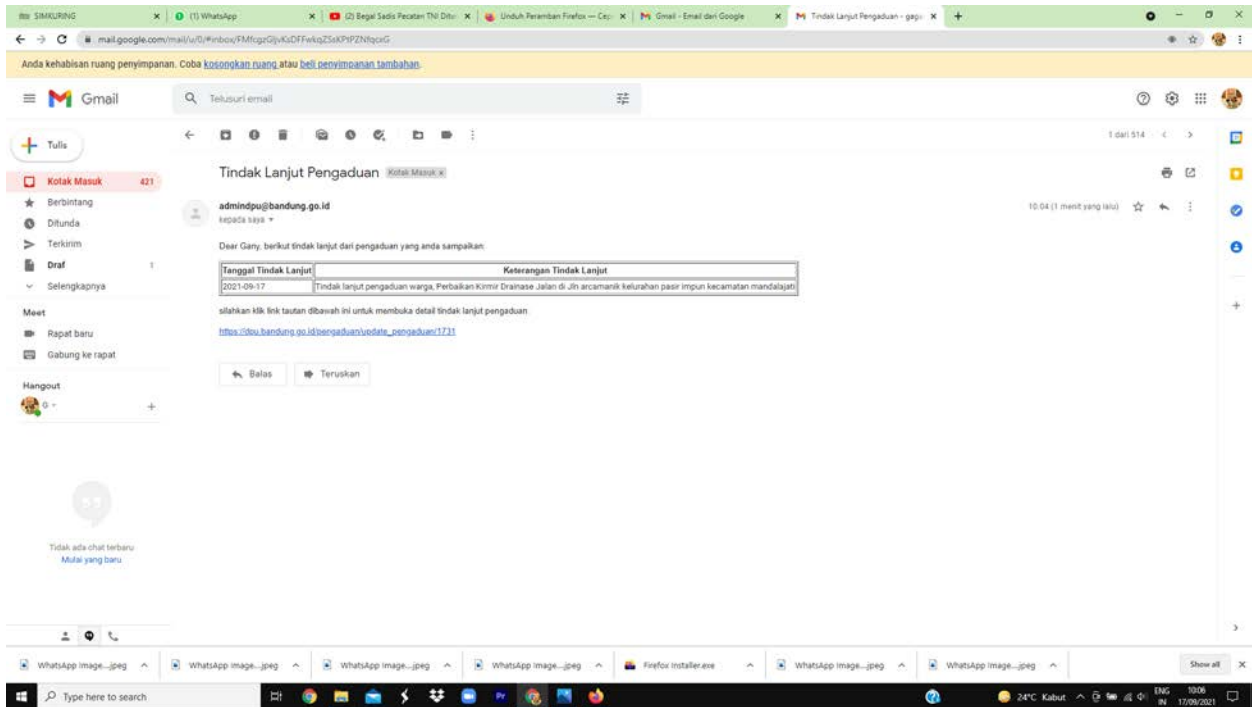 SIMKURING
(1) WhatsApp
(2) Begal Sadis Pecatan TNI Ditu
Unduh Peramban Firefox — Cep
Gmail - Email dari Google
Tindak Lanjut Pengaduan - gag
Anda kehabisan ruang penyimpanan. Coba kosongkan ruang atau beli penyimpanan tambahan.
Gmail
Telusuri email
Tulis
1 dari 514
Kotak Masuk 421
Berbintang
Ditunda
Terkirim
Draf 1
Selengkapnya
Meet
Rapat baru
Gabung ke rapat
Hangout
G
Tidak ada chat terbaru
Mulai yang baru
Tindak Lanjut Pengaduan Kotak Masuk x
admindpu@bandung.go.id
10.04 (1 menit yang lalu)
kepada saya
Dear Gany, berikut tindak lanjut dari pengaduan yang anda sampaikan:
Tanggal Tindak Lanjut Keterangan Tindak Lanjut
2021-09-17 Tindak lanjut pengaduan warga, Perbaikan Kirmir Drainase Jalan di Jln arcamanik kelurahan pasir impun kecamatan mandalajati
silahkan klik link tautan dibawah ini untuk membuka detail tindak lanjut pengaduan
https://dpu.bandung.go.id/pengaduan/update_pengaduan/1731
Balas
Teruskan
WhatsApp Image...jpeg
WhatsApp Image...jpeg
WhatsApp Image...jpeg
WhatsApp Image...jpeg
Firefox Installer.exe
WhatsApp Image...jpeg
WhatsApp Image...jpeg
Show all
Type here to search
24°C Kabut
ENG
IN
10:06
17/09/2021